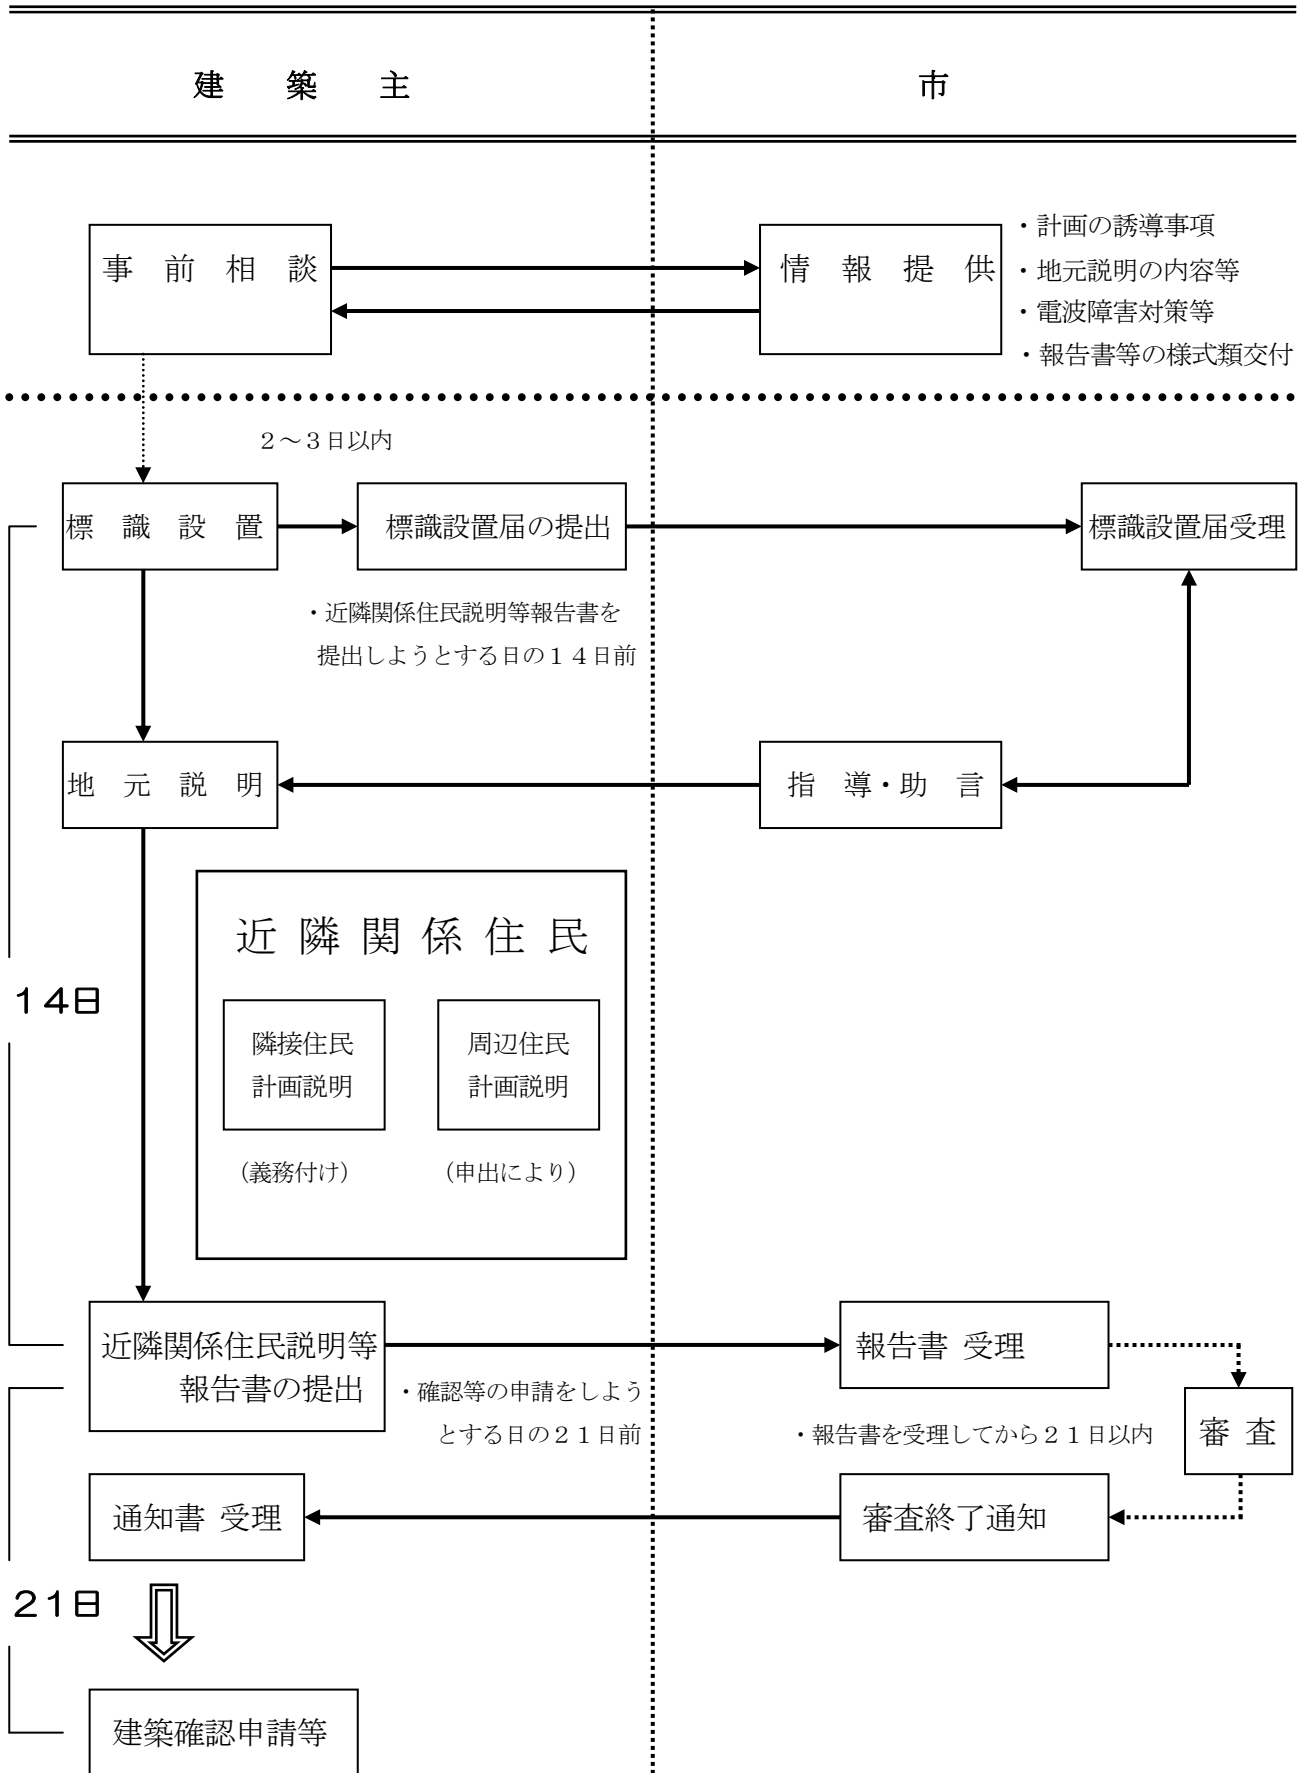 建　築　主
市
事　前　相　談
情　報　提　供
・計画の誘導事項
・地元説明の内容等
・電波障害対策等
・報告書等の様式類交付
２～３日以内
標　識　設　置
標識設置届の提出
標識設置届受理
・近隣関係住民説明等報告書を
提出しようとする日の１４日前
地　元　説　明
指　導・助　言
近 隣 関 係 住 民
14日
隣接住民
計画説明
周辺住民
計画説明
（義務付け）
（申出により）
近隣関係住民説明等
報告書の提出
報告書 受理
・確認等の申請をしよう
とする日の２１日前
・報告書を受理してから２１日以内
審 査
通知書 受理
審査終了通知
21日
建築確認申請等